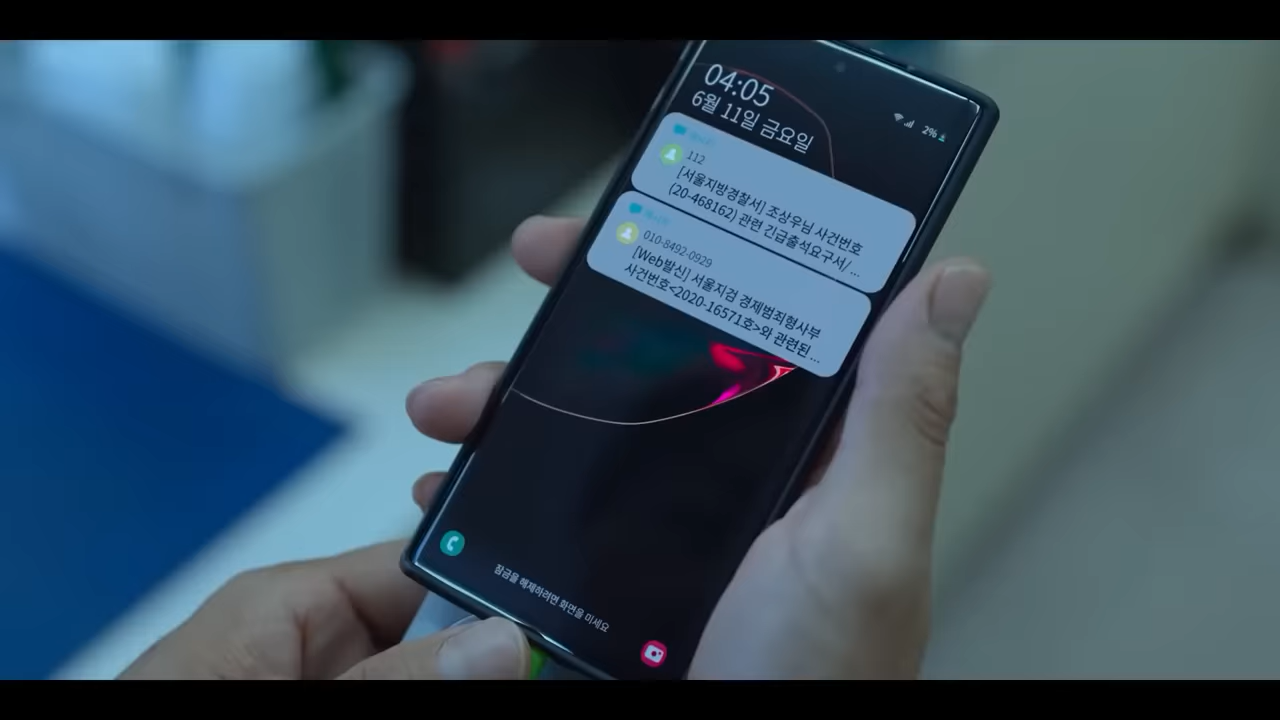 04:05
6월 11일 금요일
2%
112
[서울지방경찰서] 조상우님 사건번호
(20-468162) 관련 긴급출석요구서/...
010-8492-0929
[Web발신] 서울지검 경제범죄형사부
사건번호<2020-16571호>와 관련된...
잠금을 해제하려면 화면을 미세요